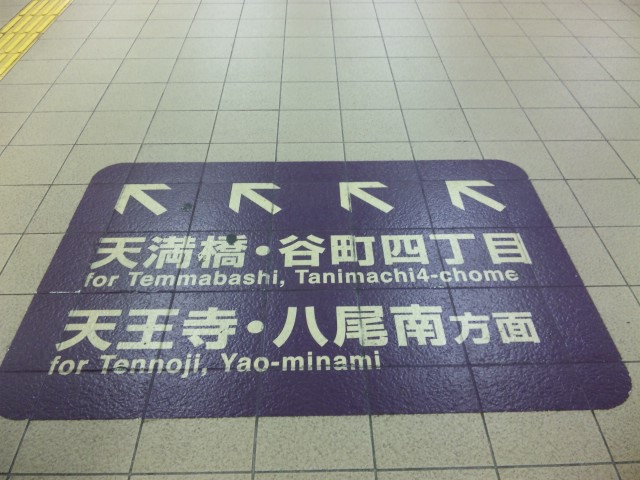 天満橋・谷町四丁目
for Temmabashi, Tanimachi4-chome
天王寺・八尾南方面
for Tennoji, Yao-minami